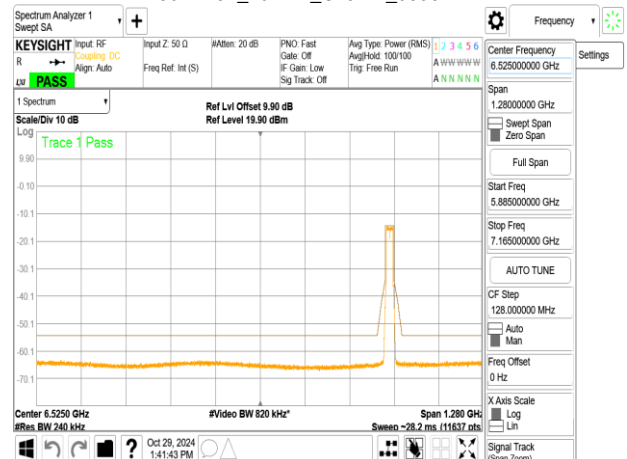 Spectrum Analyzer 1
Swept SA
Frequency
KEYSIGHT
R
LXI
PASS
Input: RF
Coupling: DC
Align: Auto
Input Z: 50 Ω
Freq Ref: Int (S)
#Atten: 20 dB
PNO: Fast
Gate: Off
IF Gain: Low
Sig Track: Off
Avg Type: Power (RMS)
Avg|Hold: 100/100
Trig: Free Run
1 2 3 4 5 6
A W W W W W
A N N N N N
Center Frequency
6.525000000 GHz
Settings
Span
1.28000000 GHz
Swept Span
Zero Span
Full Span
Start Freq
5.885000000 GHz
Stop Freq
7.165000000 GHz
AUTO TUNE
CF Step
128.000000 MHz
Auto
Man
Freq Offset
0 Hz
X Axis Scale
Log
Lin
Signal Track
(Span Zoom)
1 Spectrum
Scale/Div 10 dB
Ref Lvl Offset 9.90 dB
Ref Level 19.90 dBm
Log
Trace 1 Pass
9.90
-0.10
-10.1
-20.1
-30.1
-40.1
-50.1
-60.1
-70.1
Center 6.5250 GHz
#Res BW 240 kHz
#Video BW 820 kHz*
Span 1.280 GHz
Sweep ~28.2 ms (11637 pts)
?
Oct 29, 2024
1:41:43 PM